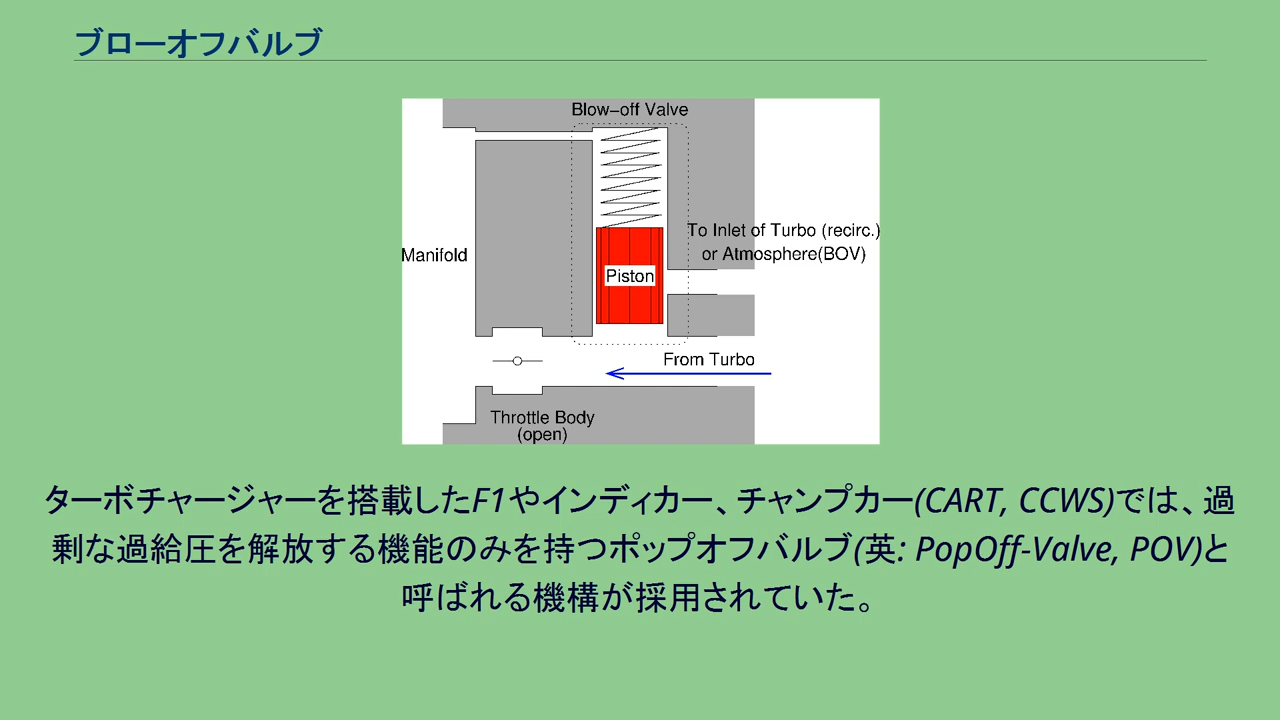 ブローオフバルブ
Blow-off Valve
To Inlet of Turbo (recirc.)
or Atmosphere(BOV)
Manifold
Piston
From Turbo
Throttle Body
(open)
ターボチャージャーを搭載したF1やインディカー、チャンプカー(CART, CCWS)では、過
剰な過給圧を解放する機能のみを持つポップオフバルブ(英: PopOff-Valve, POV)と
呼ばれる機構が採用されていた。